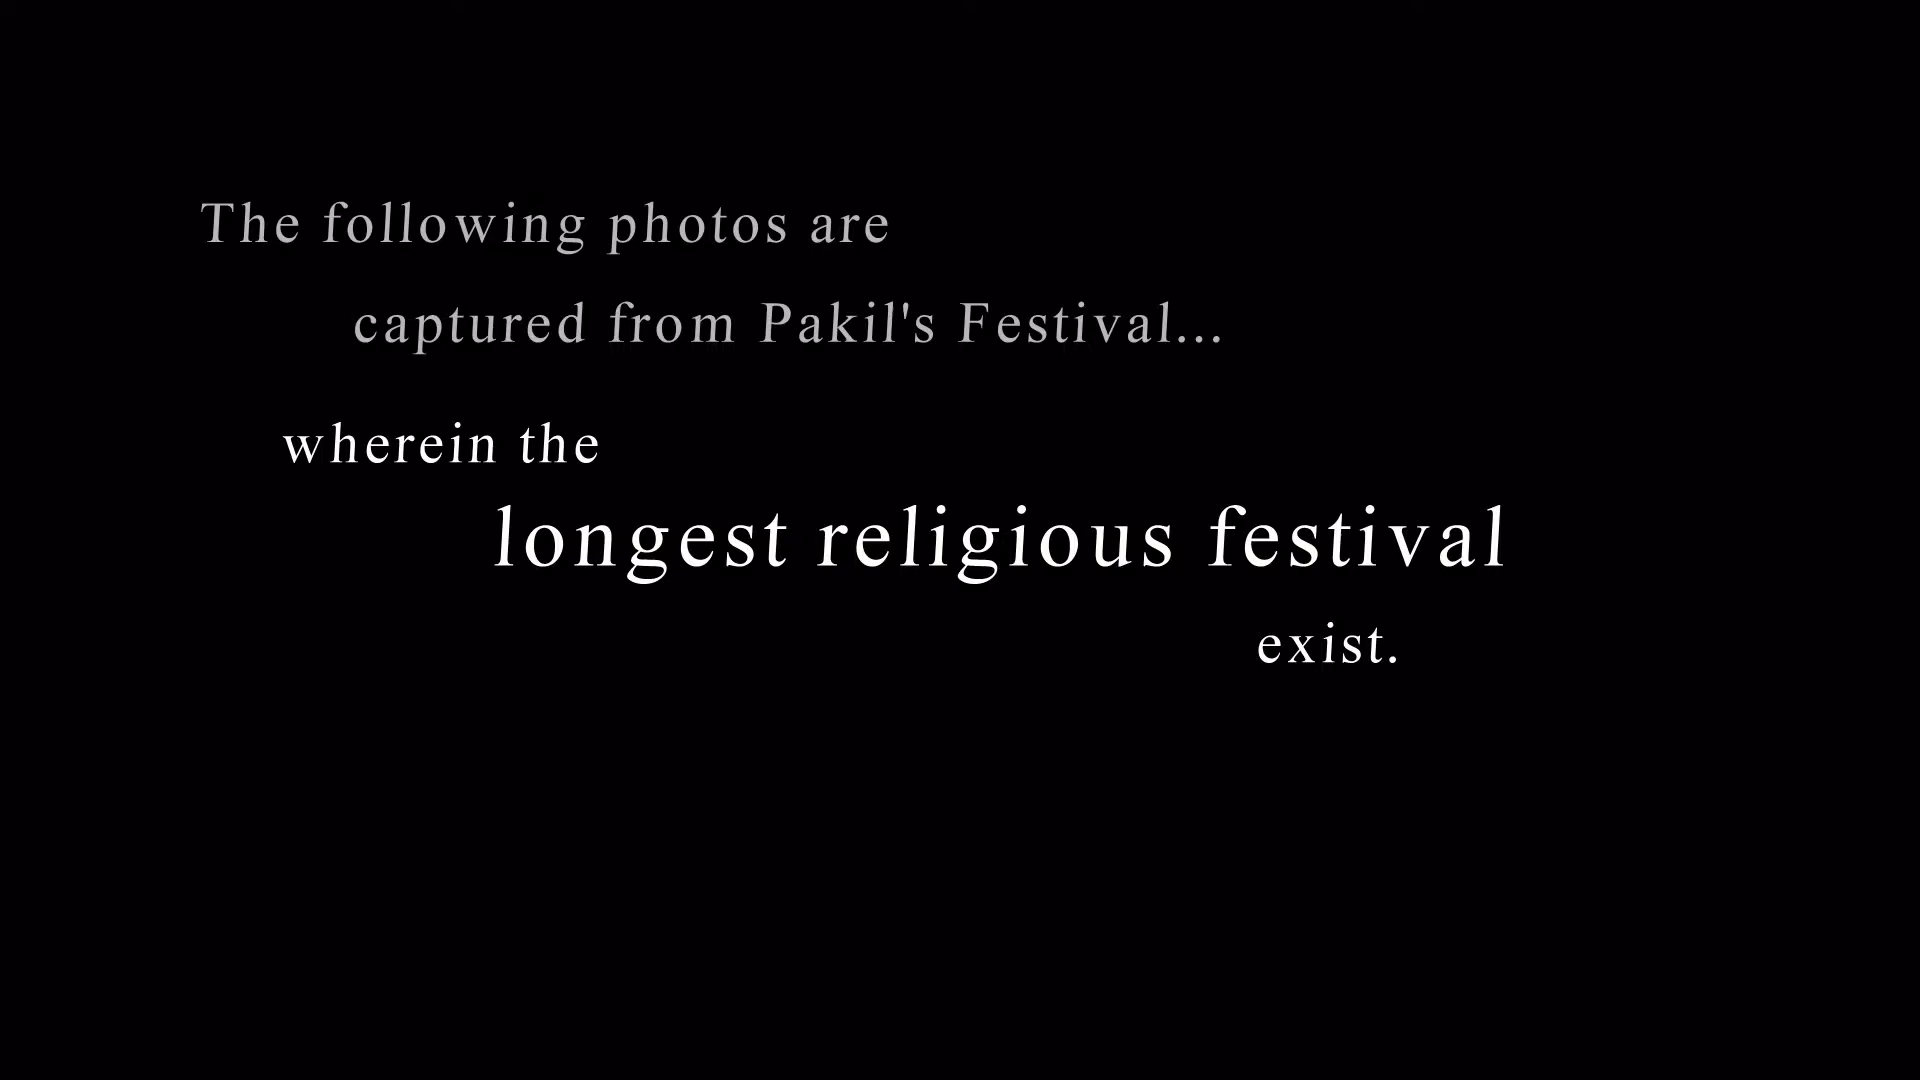 The following photos are
captured from Pakil's Festival...
wherein the
longest religious festival
exist.